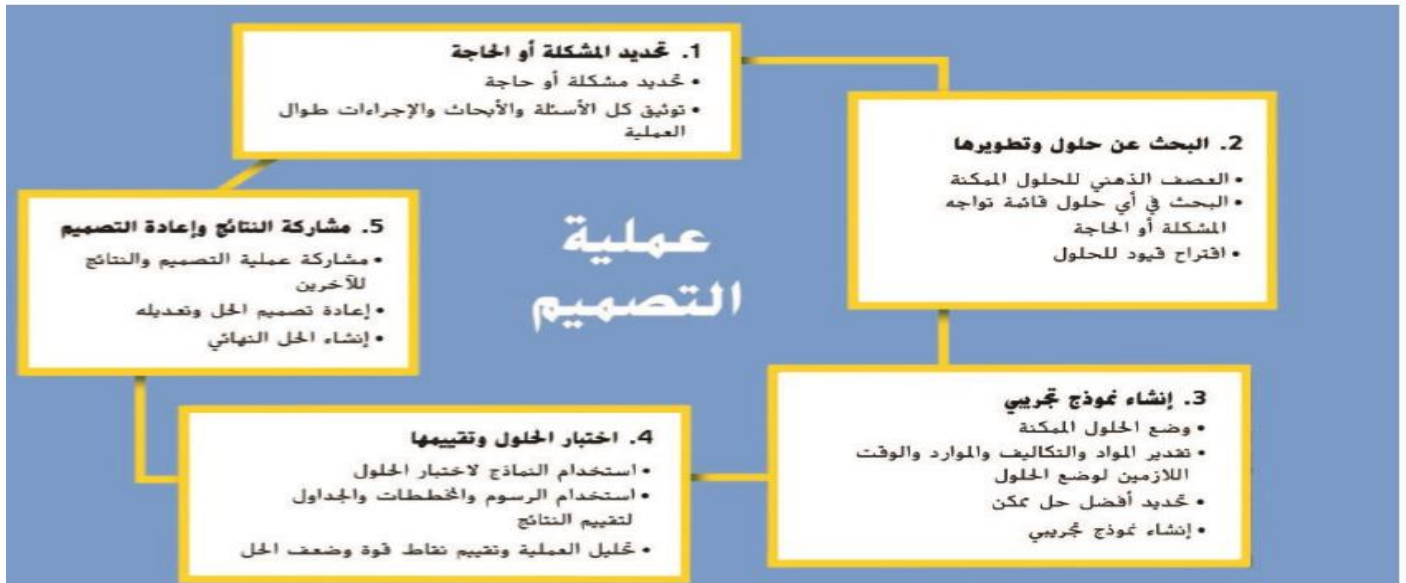 1. تحديد المشكلة أو الحاجة
• تحديد مشكلة أو حاجة
• توثيق كل الأسئلة والأبحاث والإجراءات طوال
العملية
2. البحث عن حلول وتطويرها
• العصف الذهني للحلول الممكنة
• البحث في أي حلول قائمة تواجه
المشكلة أو الحاجة
• اقتراح قيود للحلول
3. إنشاء نموذج تجريبي
• وضع الحلول الممكنة
• تقدير المواد والتكاليف والموارد والوقت
اللازمين لوضع الحلول
• تحديد أفضل حل ممكن
• إنشاء نموذج تجريبي
4. اختبار الحلول وتقييمها
• استخدام النماذج لاختبار الحلول
• استخدام الرسوم والمخططات والجداول
لتقييم النتائج
• تحليل العملية وتقييم نقاط قوة وضعف الحل
5. مشاركة النتائج وإعادة التصميم
• مشاركة عملية التصميم والنتائج
للآخرين
• إعادة تصميم الحل وتعديله
• إنشاء الحل النهائي
عملية
التصميم